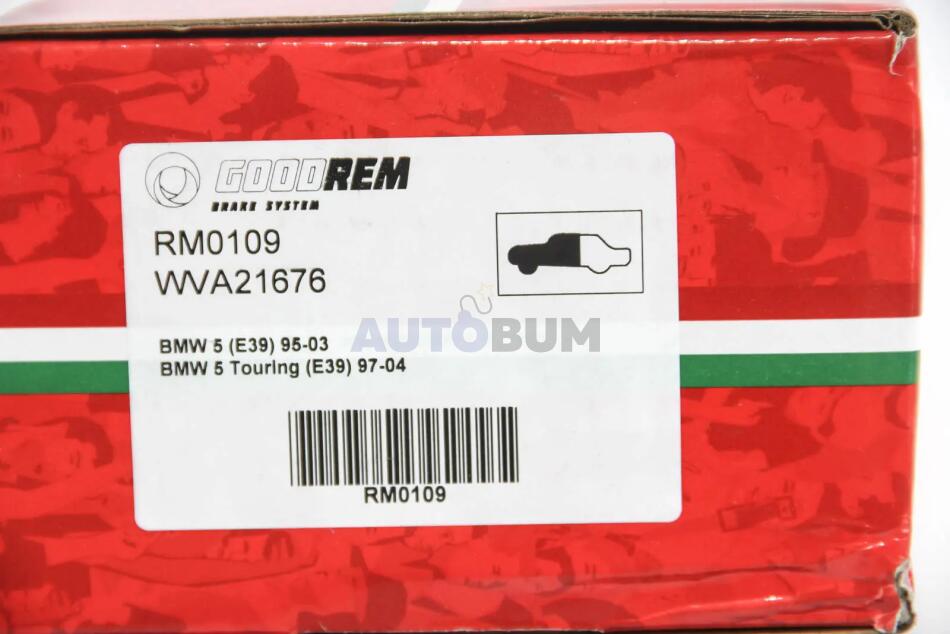 GOODREM
BRAKE SYSTEM
RM0109
WVA21676
AUTOBUM
BMW 5 (E39) 95-03
BMW 5 Touring (E39) 97-04
RM0109